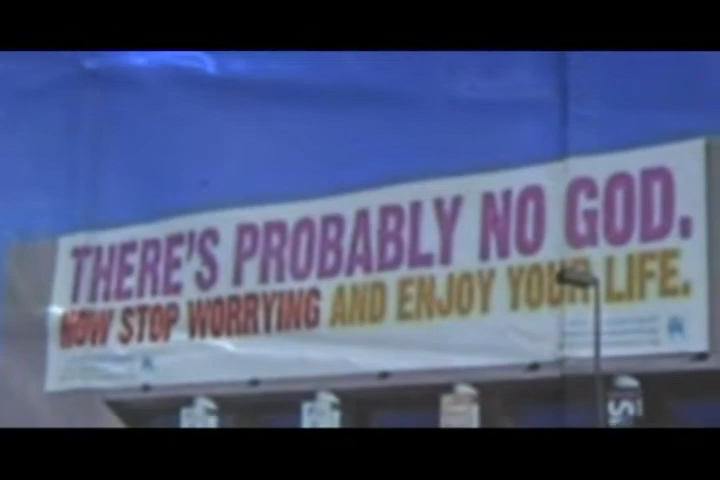 THERE'S PROBABLY NO GOD.
NOW STOP WORRYING AND ENJOY YOUR LIFE.